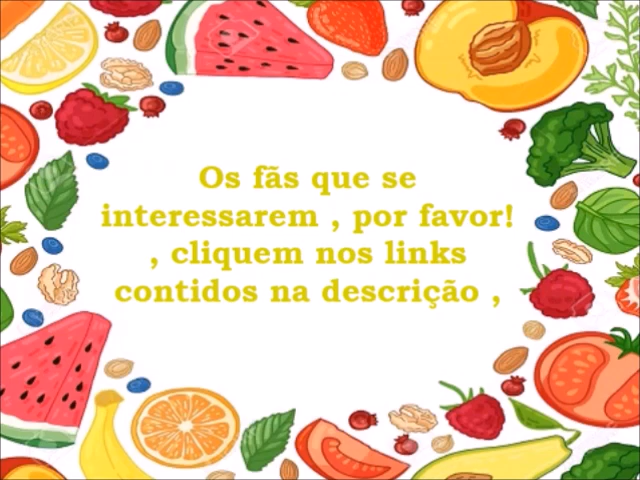 Os fãs que se
interessarem , por favor!
, cliquem nos links
contidos na descrição ,